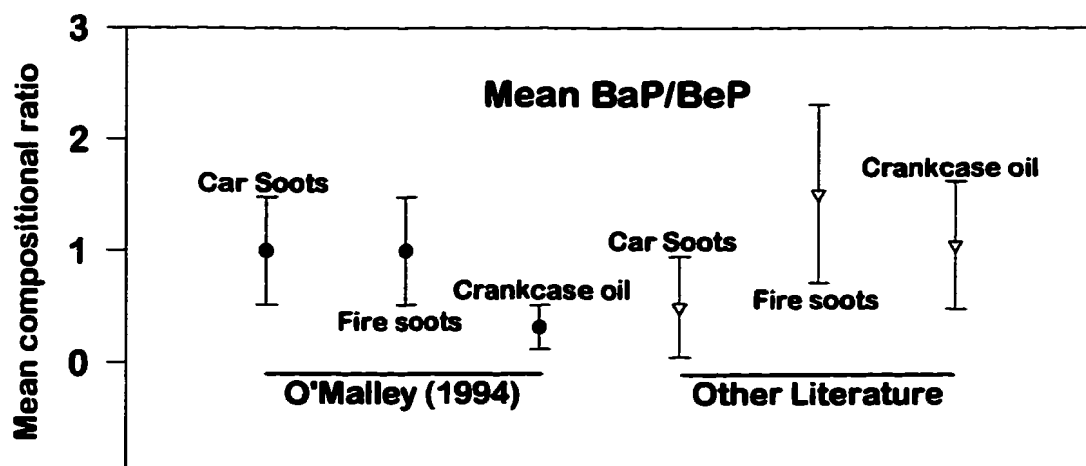 Mean compositional ratio
3
2
1
0
Mean BaP/BeP
Car Soots
Fire soots
Crankcase oil
Car Soots
Fire soots
Crankcase oil
O'Malley (1994)
Other Literature